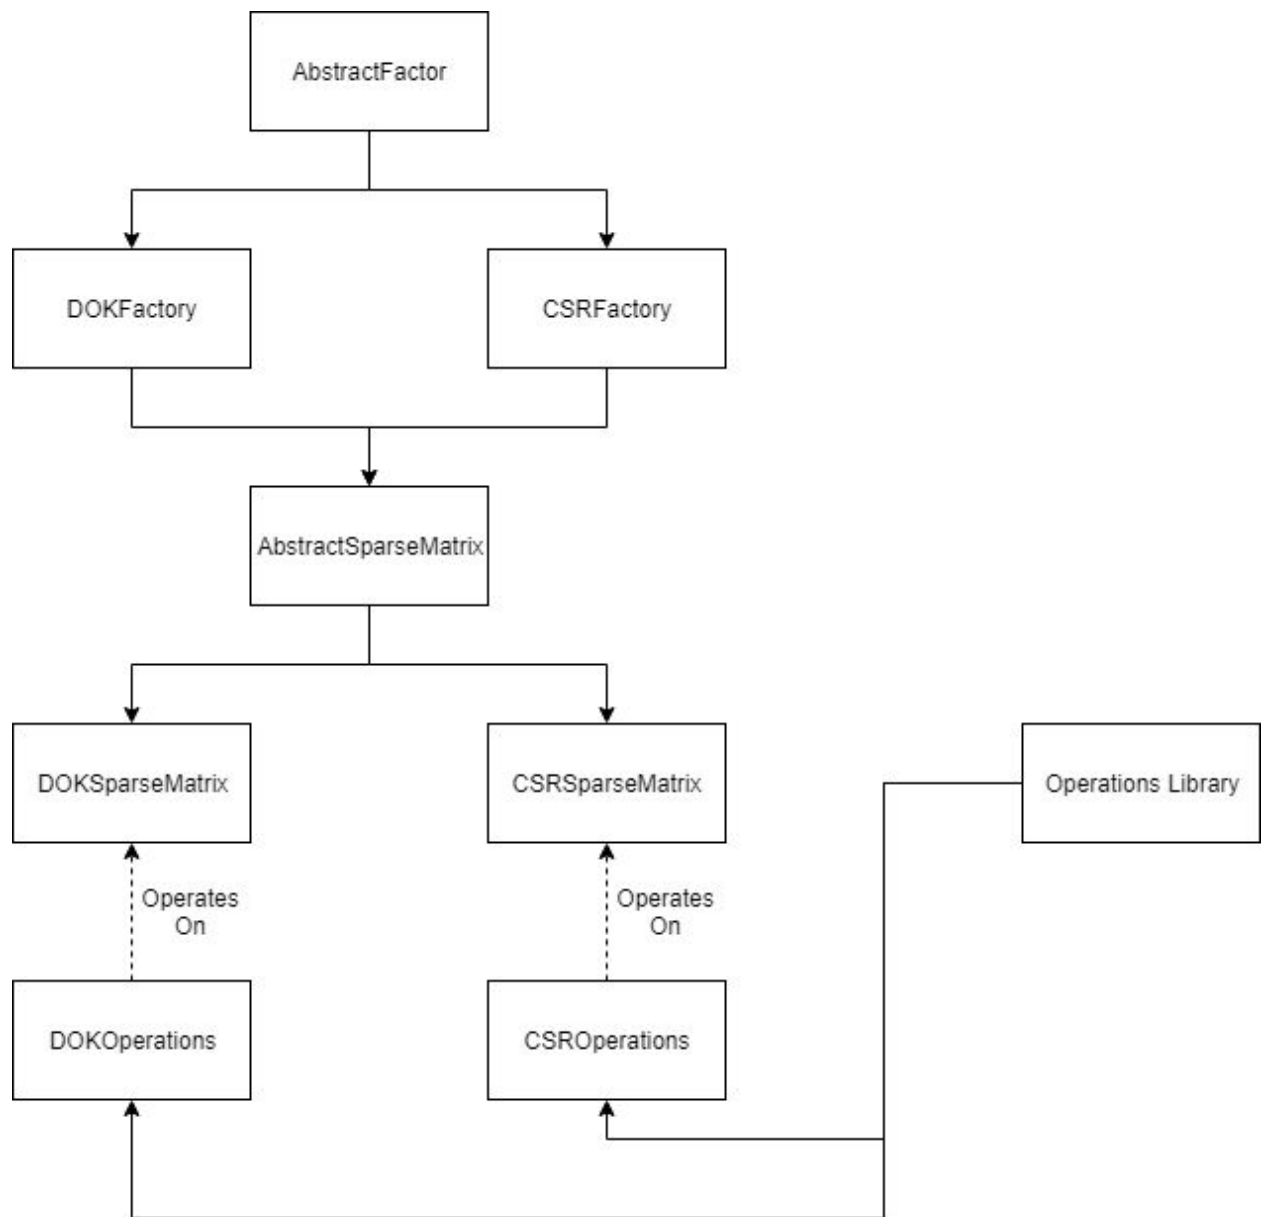 AbstractFactor
DOKFactory
CSRFactory
AbstractSparseMatrix
DOKSparseMatrix
CSRSparseMatrix
Operations Library
Operates
On
Operates
On
DOKOperations
CSROperations